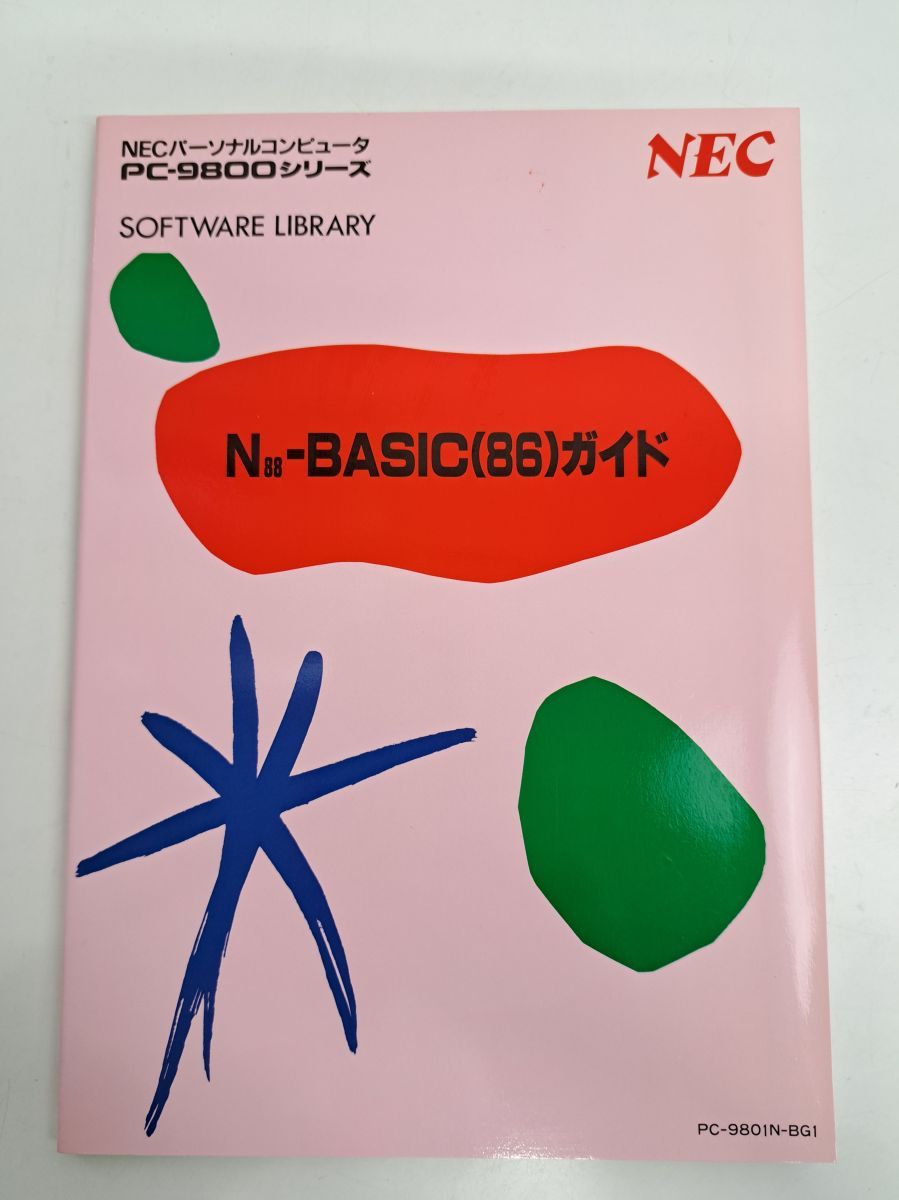 NECパーソナルコンピュータ
PC-9800シリーズ
NEC
SOFTWARE LIBRARY
N88-BASIC(86)ガイド
PC-9801N-BG1